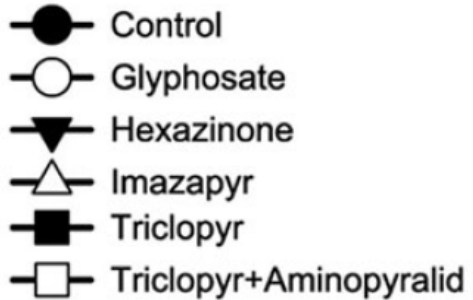 Control
Glyphosate
Hexazinone
Imazapyr
Triclopyr
Triclopyr+Aminopyralid